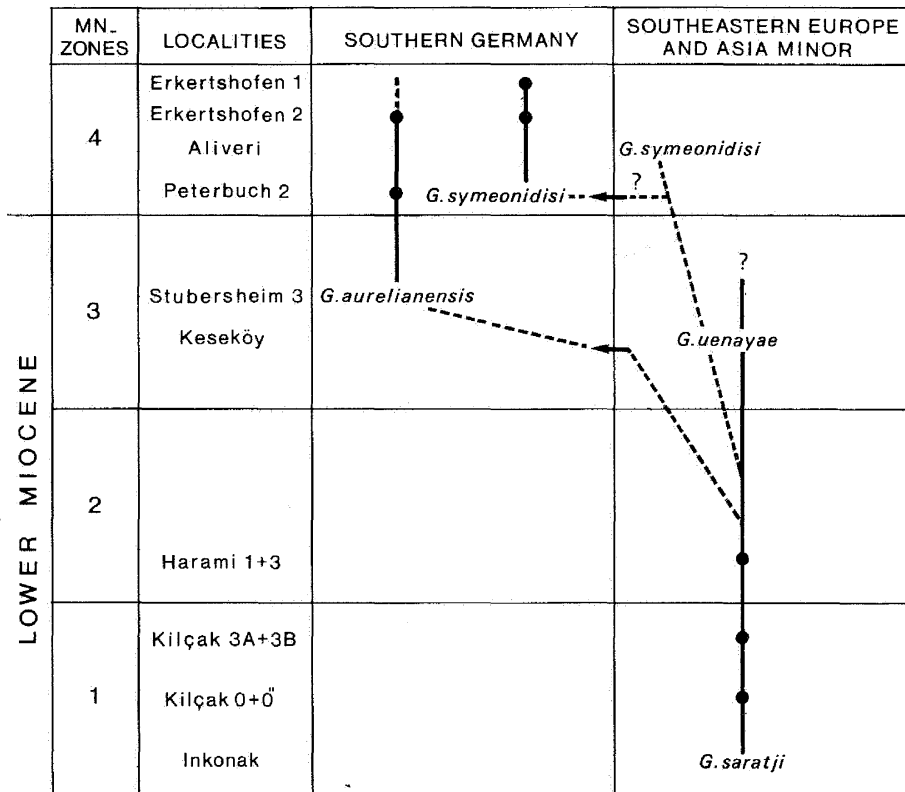 MN_ ZONES
LOCALITIES
SOUTHERN GERMANY
SOUTHEASTERN EUROPE
AND ASIA MINOR
LOWER MIOCENE
4
Erkertshofen 1
Erkertshofen 2
Aliveri
G.symeonidisi
?
Peterbuch 2
G.symeonidisi
3
?
Stubersheim 3
G.aurelianensis
Keseköy
G.uenayae
2
Harami 1+3
1
Kilçak 3A+3B
Kilçak 0+0"
Inkonak
G.saratji